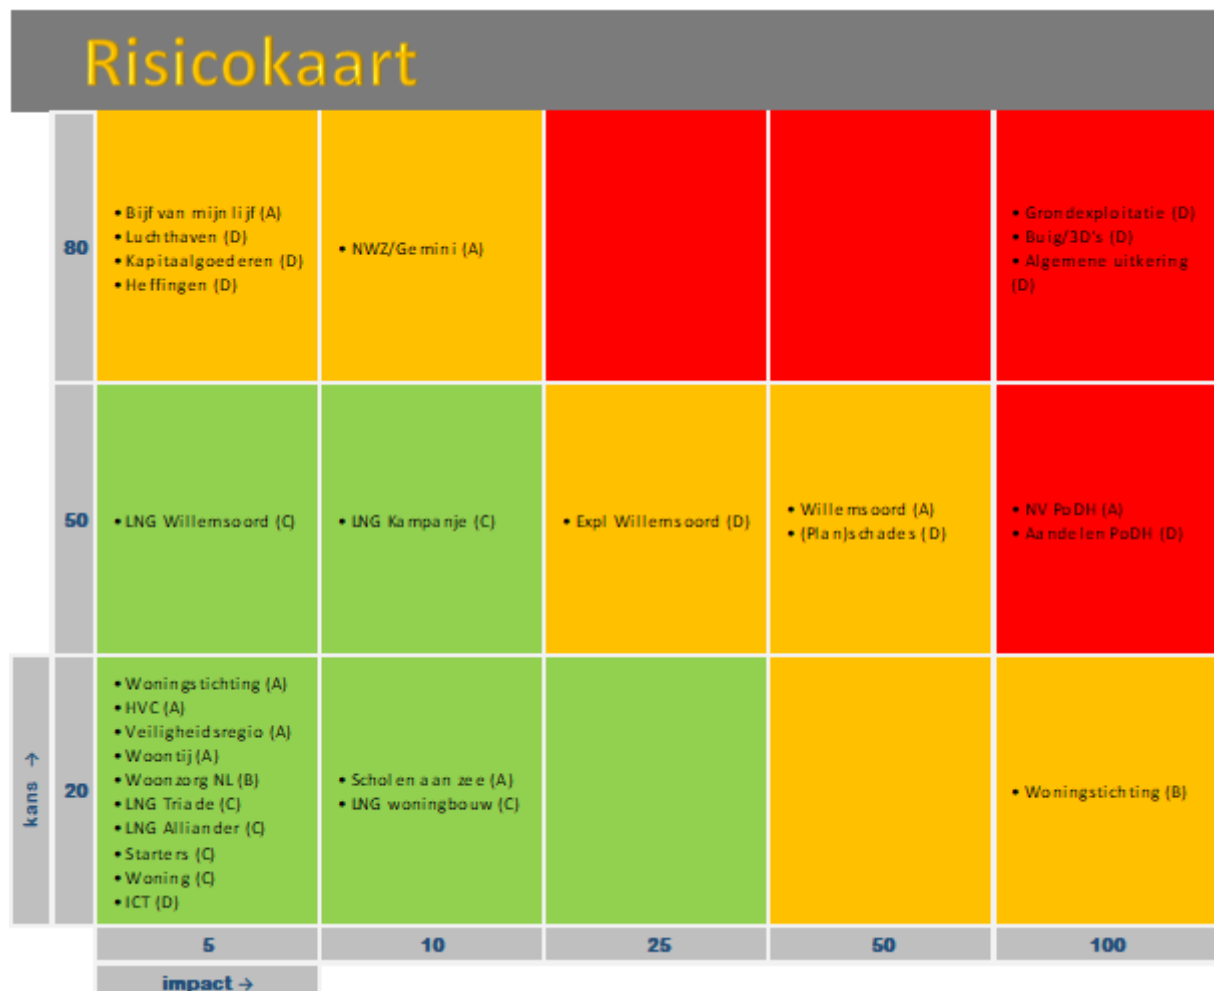 Risicokaart
80
• Bijf van mijn lijf (A)
• Luchthaven (D)
• Kapitaalgoederen (D)
• Heffingen (D)
• NWZ/Gemini (A)
• Grondexploitatie (D)
• Buig/3D's (D)
• Algemene uitkering
(D)
50
• LNG Willemsoord (C)
• LNG Kampanje (C)
• Expl Willemsoord (D)
• Willemsoord (A)
• (Plan)schades (D)
• NV PoDH (A)
• Aandelen PoDH (D)
kans →
20
• Woningstichting (A)
• HVC (A)
• Veiligheidsregio (A)
• Woontij (A)
• Woonzorg NL (B)
• LNG Triade (C)
• LNG Alliander (C)
• Starters (C)
• Woning (C)
• ICT (D)
• Scholen aan zee (A)
• LNG woningbouw (C)
• Woningstichting (B)
5
10
25
50
100
impact →